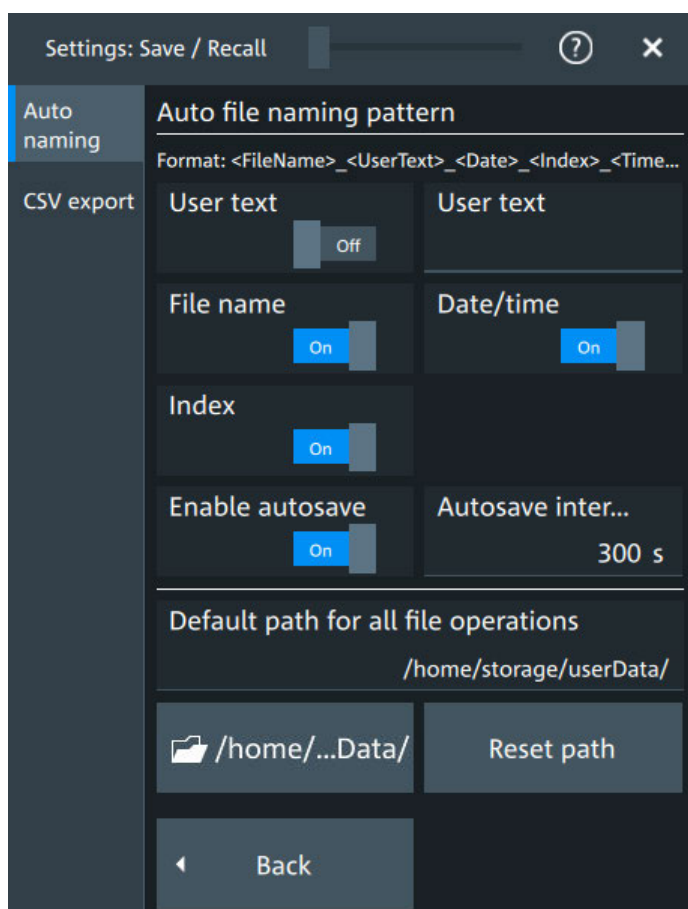 Settings: Save / Recall
?
Auto
naming
CSV export
Auto file naming pattern
Format: <FileName>_<UserText>_<Date>_<Index>_<Time...
User text
Off
User text
File name
On
Date/time
On
Index
On
Enable autosave
On
Autosave inter...
300 s
Default path for all file operations
/home/storage/userData/
/home/...Data/
Reset path
Back